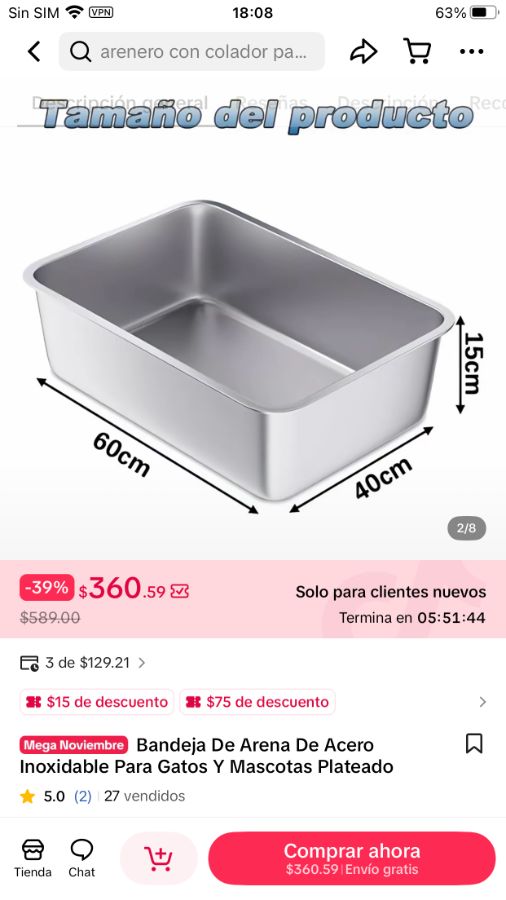 Sin SIM VPN 18:08 63%
arenero con colador pa...
Descripción general Reseñas Descripción Reco
Tamaño del producto
15cm
60cm
40cm
2/8
-39% $360.59 Solo para clientes nuevos
$589.00 Termina en 05:51:44
3 de $129.21
$15 de descuento $75 de descuento
Mega Noviembre Bandeja De Arena De Acero
Inoxidable Para Gatos Y Mascotas Plateado
5.0 (2) 27 vendidos
Comprar ahora
Tienda Chat $360.59 Envío gratis